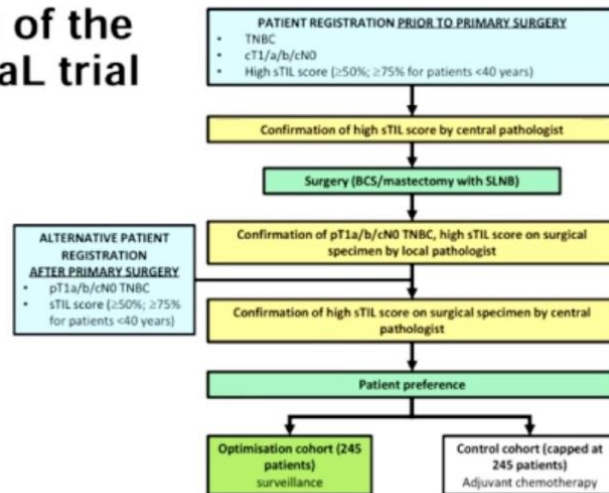 of the
aL trial
PATIENT REGISTRATION PRIOR TO PRIMARY SURGERY
• TNBC
• cT1/a/b/cN0
• High sTIL score (≥50%; ≥75% for patients <40 years)
Confirmation of high sTIL score by central pathologist
Surgery (BCS/mastectomy with SLNB)
Confirmation of pT1a/b/cN0 TNBC, high sTIL score on surgical
specimen by local pathologist
ALTERNATIVE PATIENT
REGISTRATION
AFTER PRIMARY SURGERY
• pT1a/b/cN0 TNBC
• sTIL score (≥50%; ≥75%
for patients <40 years)
Confirmation of high sTIL score on surgical specimen by central
pathologist
Patient preference
Optimisation cohort (245
patients)
surveillance
Control cohort (capped at
245 patients)
Adjuvant chemotherapy